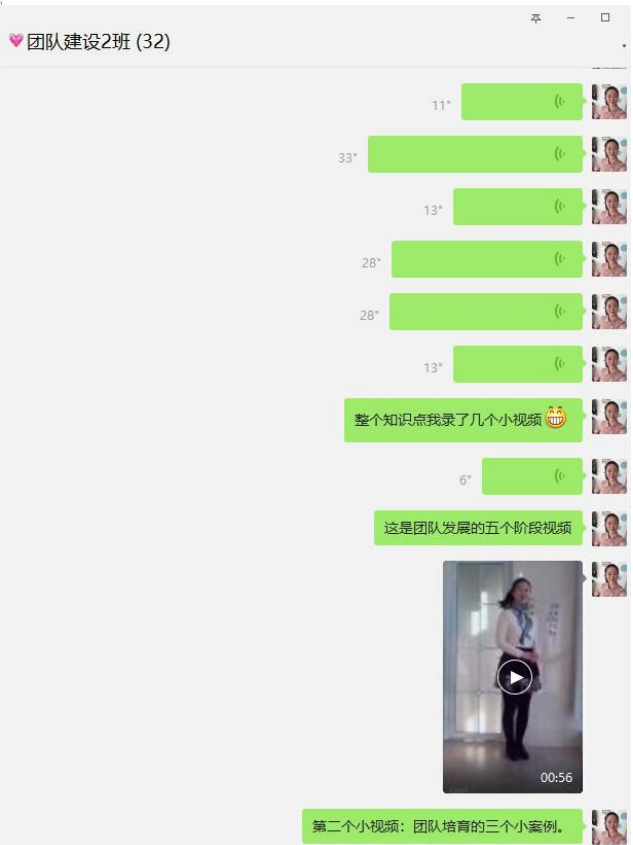 团队建设2班 (32)
11"
33"
13"
28"
28"
13"
整个知识点我录了几个小视频
6"
这是团队发展的五个阶段视频
00:56
第二个小视频：团队培育的三个小案例。